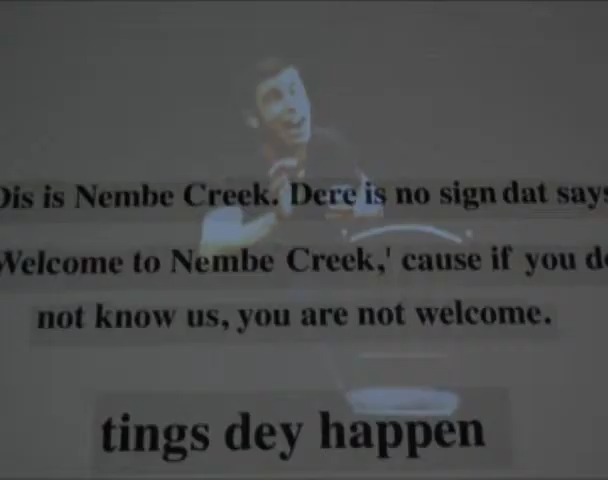 Dis is Nembe Creek. Dere is no sign dat says
Welcome to Nembe Creek,' cause if you do
not know us, you are not welcome.
tings dey happen